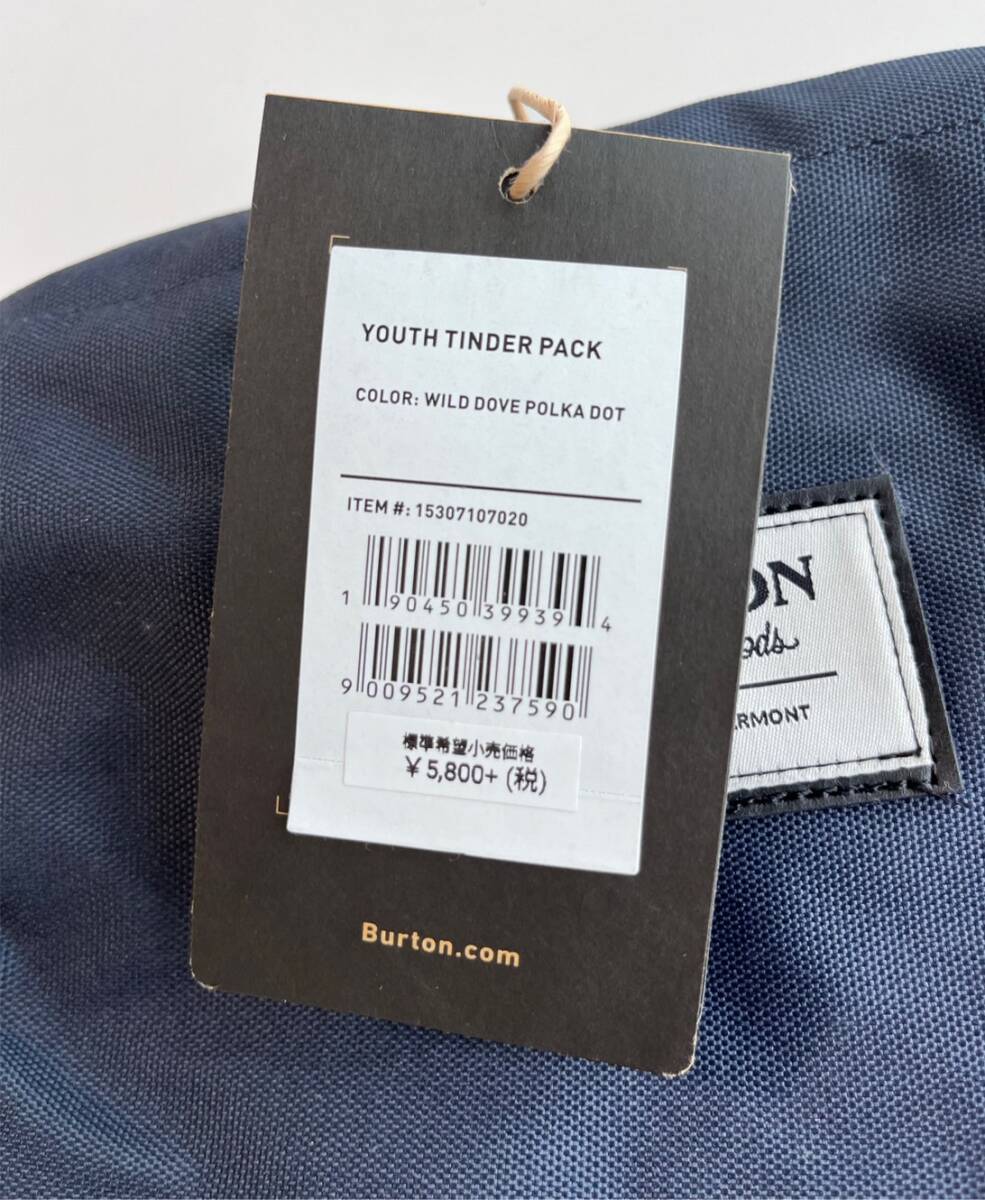 YOUTH TINDER PACK
COLOR: WILD DOVE POLKA DOT
ITEM #: 15307107020
1 90450 39939 4
9 009521 237590
標準希望小売価格
¥5,800+(税)
Burton.com
ON
ods
ERMONT